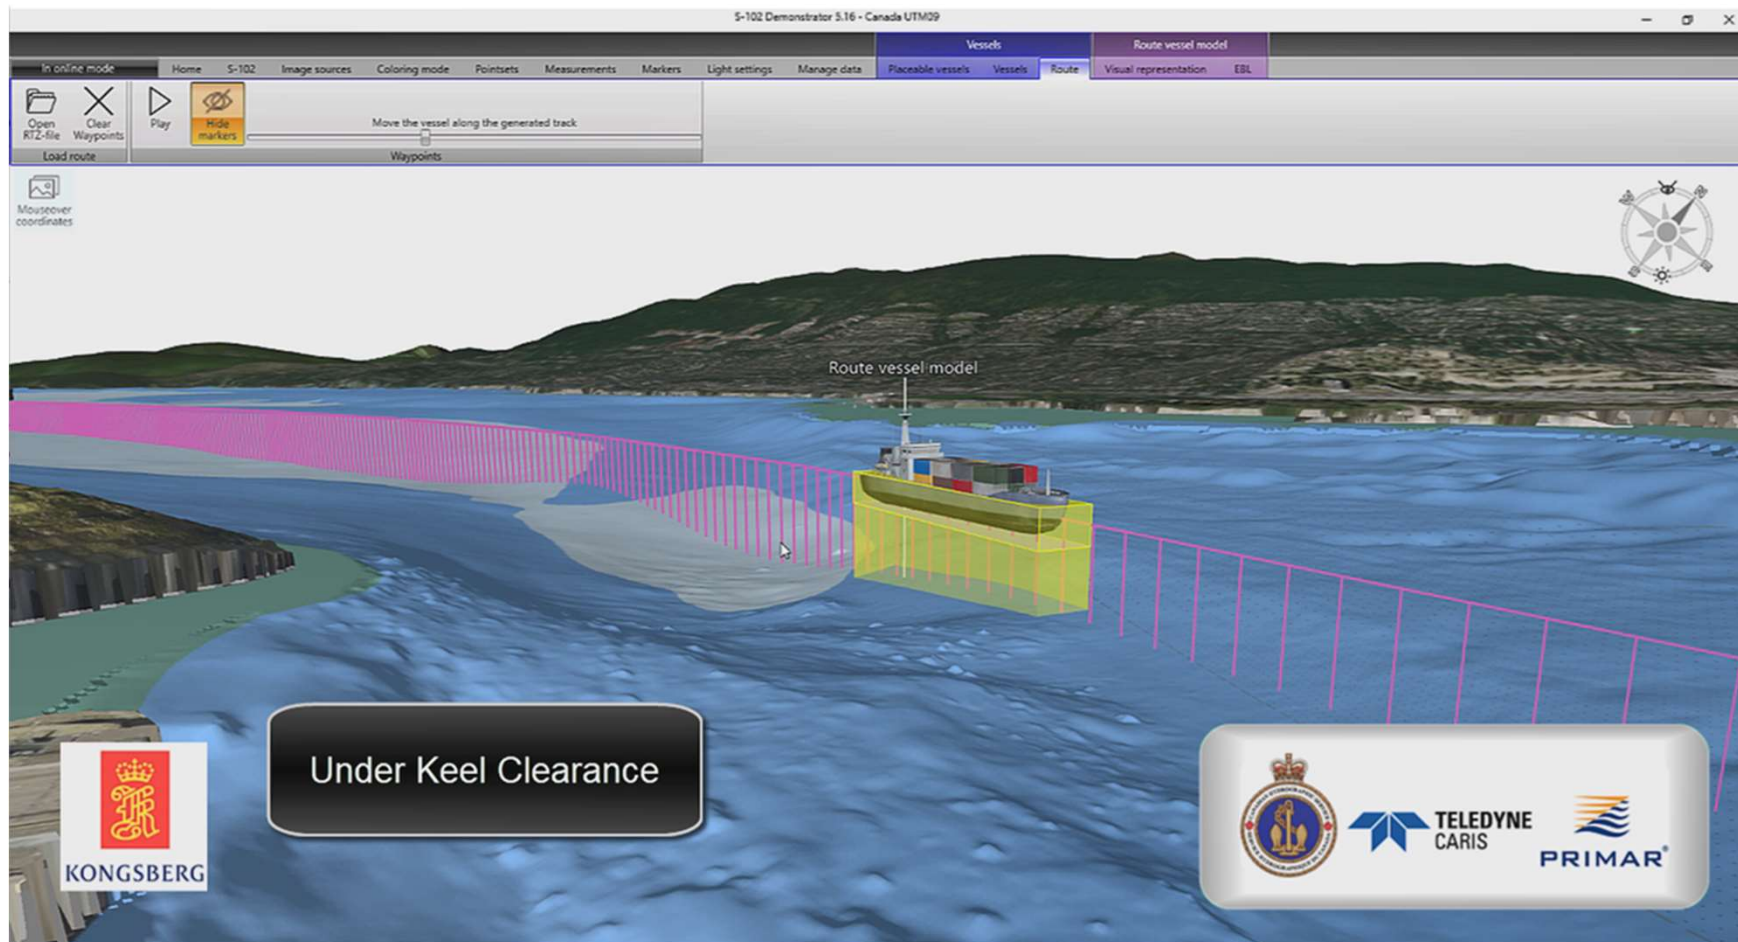 S-102 Demonstrator 5.16 - Canada UTM09
Vessels
Route vessel model
In online mode
Home
S-102
Image sources
Coloring mode
Pointsets
Measurements
Markers
Light settings
Manage data
Placeable vessels
Vessels
Route
Visual representation
EBL
Open
RTZ-file
Clear
Waypoints
Play
Hide
markers
Move the vessel along the generated track
Load route
Waypoints
Mouseover
coordinates
Route vessel model
Under Keel Clearance
KONGSBERG
TELEDYNE
CARIS
PRIMAR®